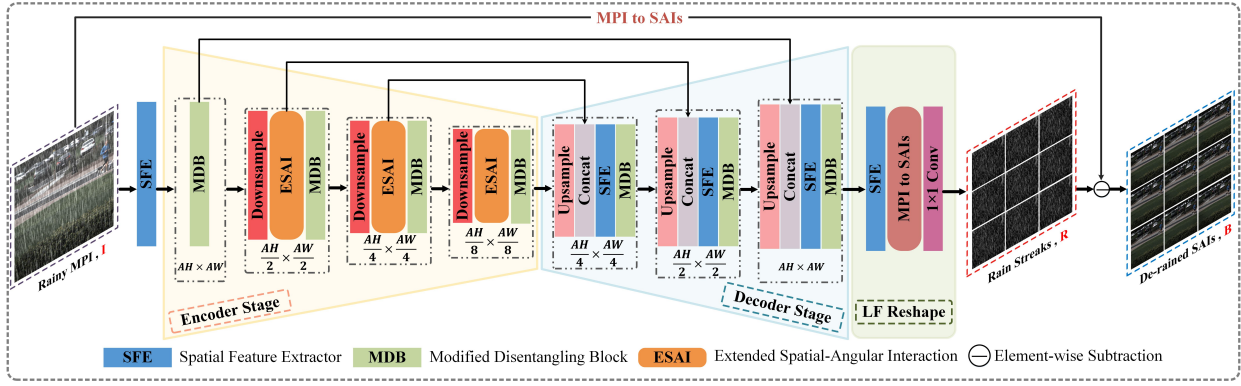 MPI to SAIs
Rainy MPI , I
SFE
MDB
AH × AW
Downsample
ESAI
MDB
AH/2 × AW/2
Downsample
ESAI
MDB
AH/4 × AW/4
Downsample
ESAI
MDB
AH/8 × AW/8
Encoder Stage
Upsample
Concat
SFE
MDB
AH/4 × AW/4
Upsample
Concat
SFE
MDB
AH/2 × AW/2
Upsample
Concat
SFE
MDB
AH × AW
Decoder Stage
SFE
MPI to SAIs
1×1 Conv
LF Reshape
Rain Streaks , R
De-rained SAIs , B
SFE Spatial Feature Extractor MDB Modified Disentangling Block ESAI Extended Spatial-Angular Interaction Element-wise Subtraction